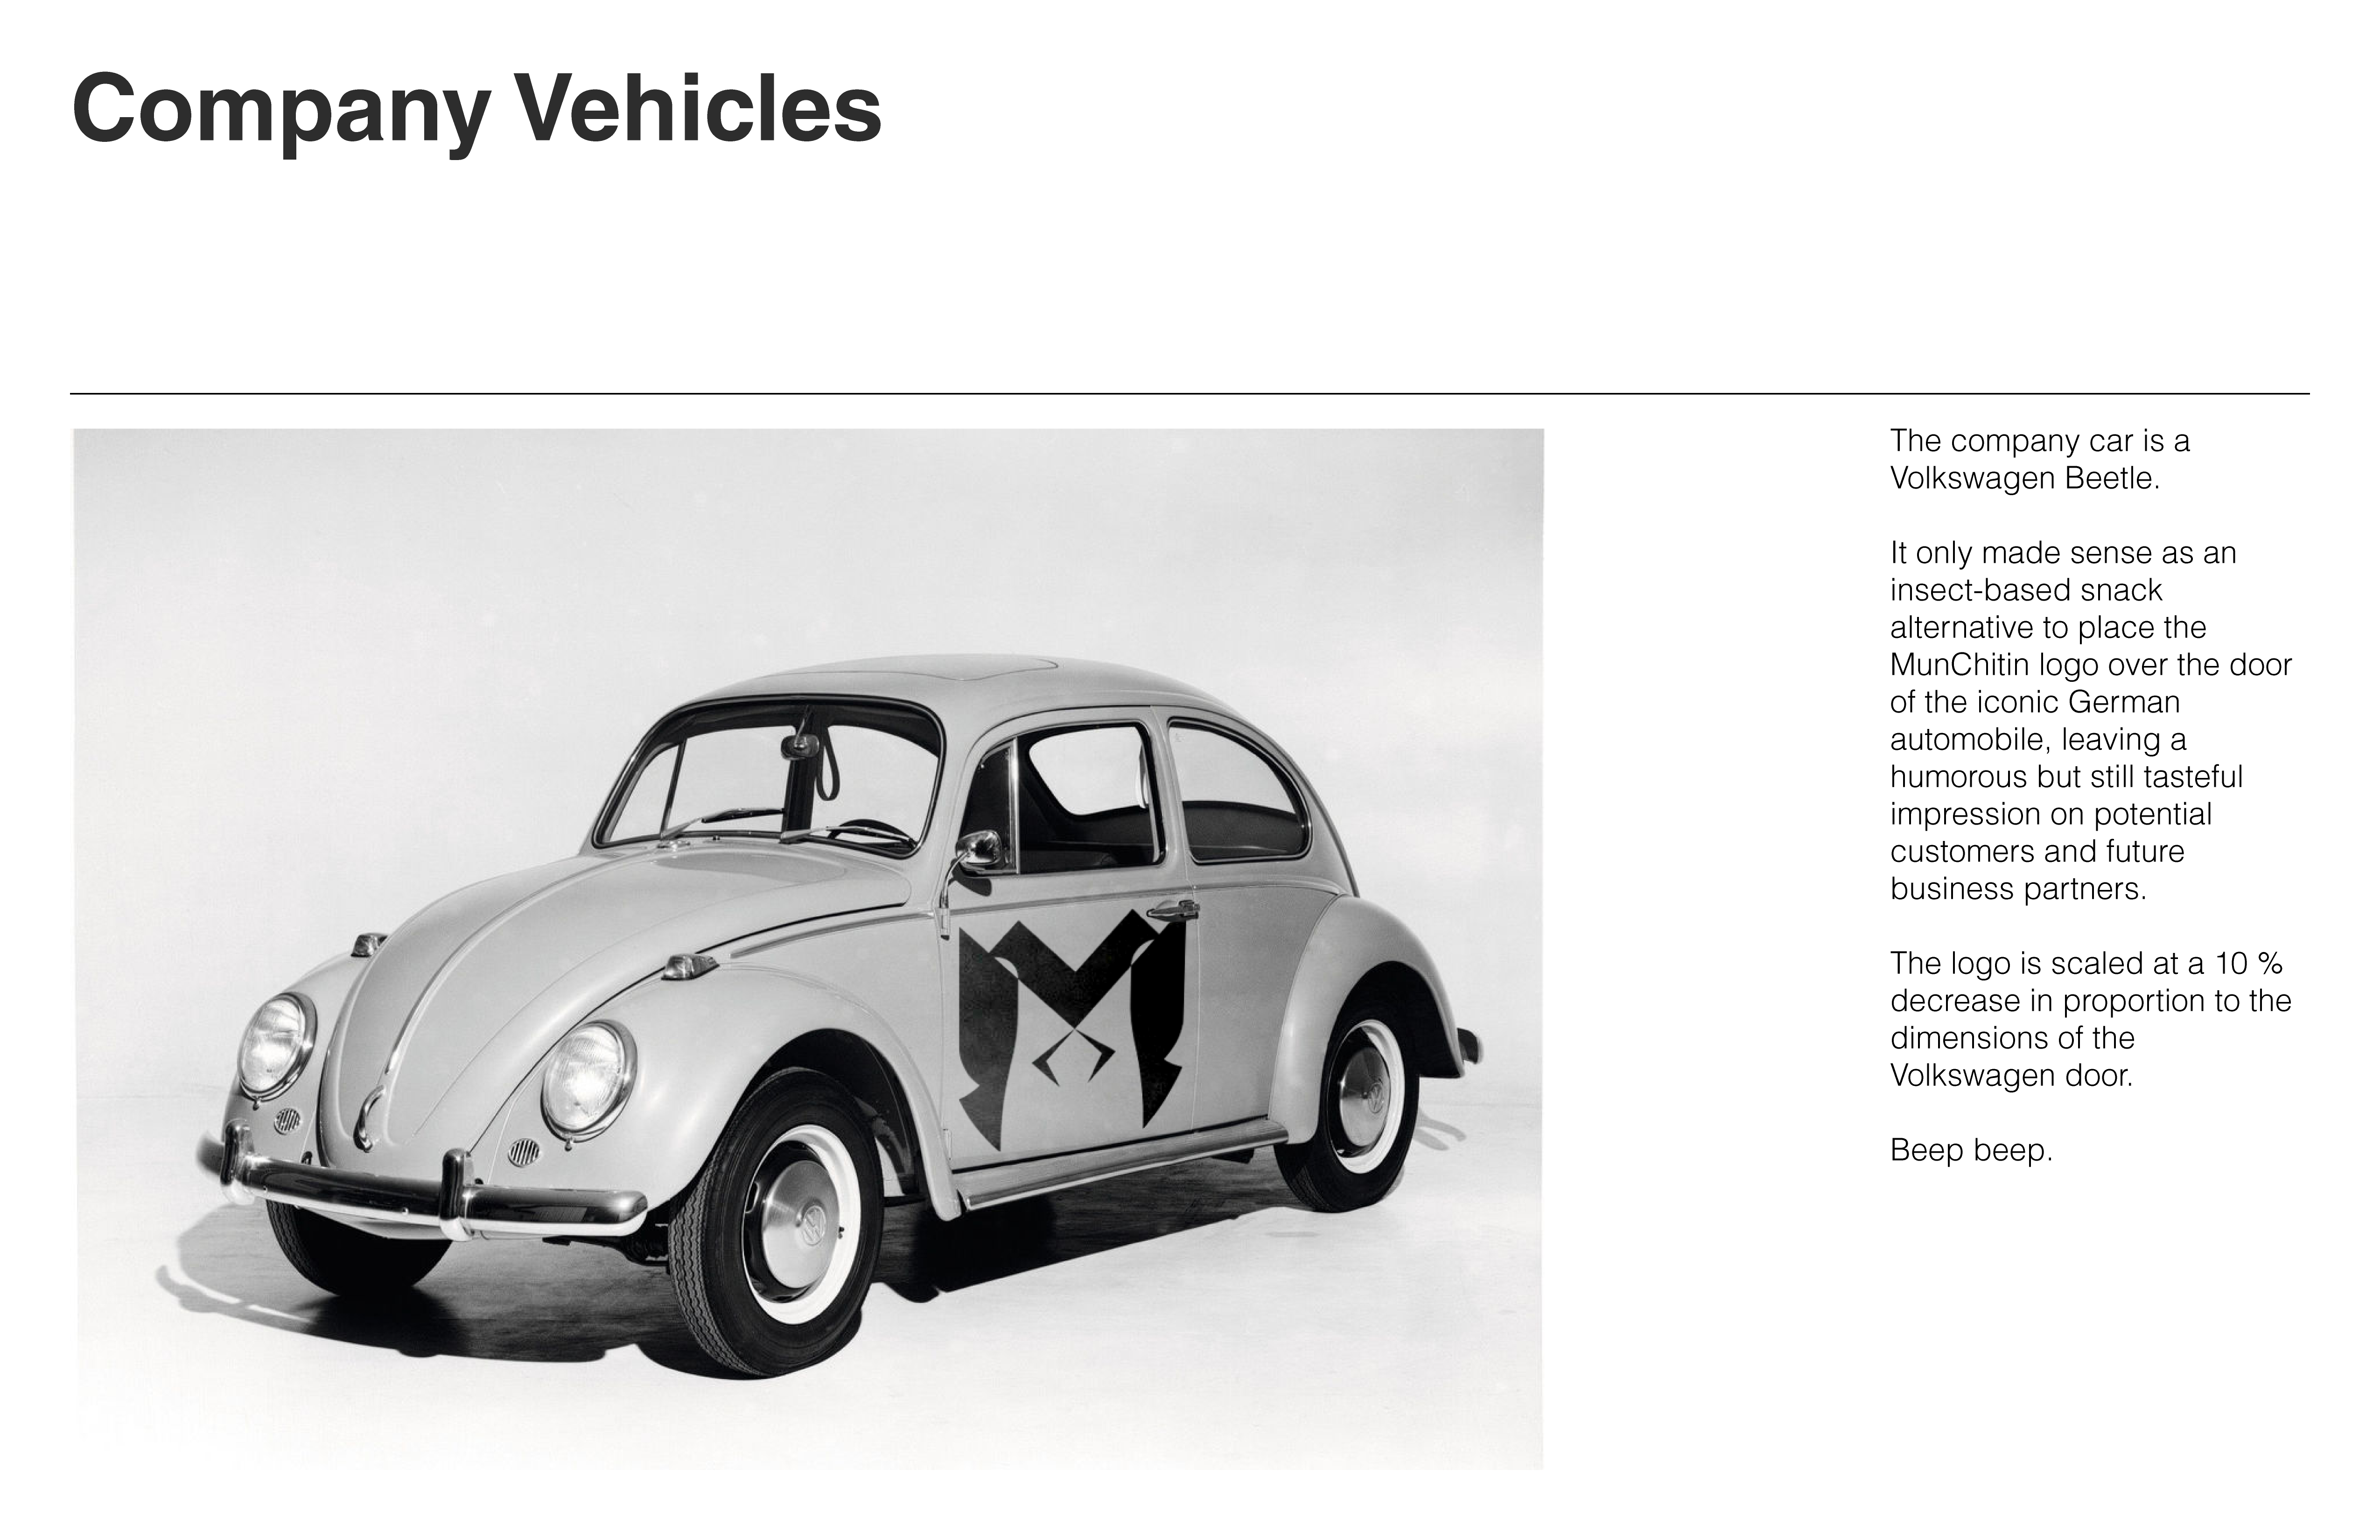 Company Vehicles
The company car is a
Volkswagen Beetle.
It only made sense as an
insect-based snack
alternative to place the
MunChitin logo over the door
of the iconic German
automobile, leaving a
humorous but still tasteful
impression on potential
customers and future
business partners.
The logo is scaled at a 10 %
decrease in proportion to the
dimensions of the
Volkswagen door.
Beep beep.